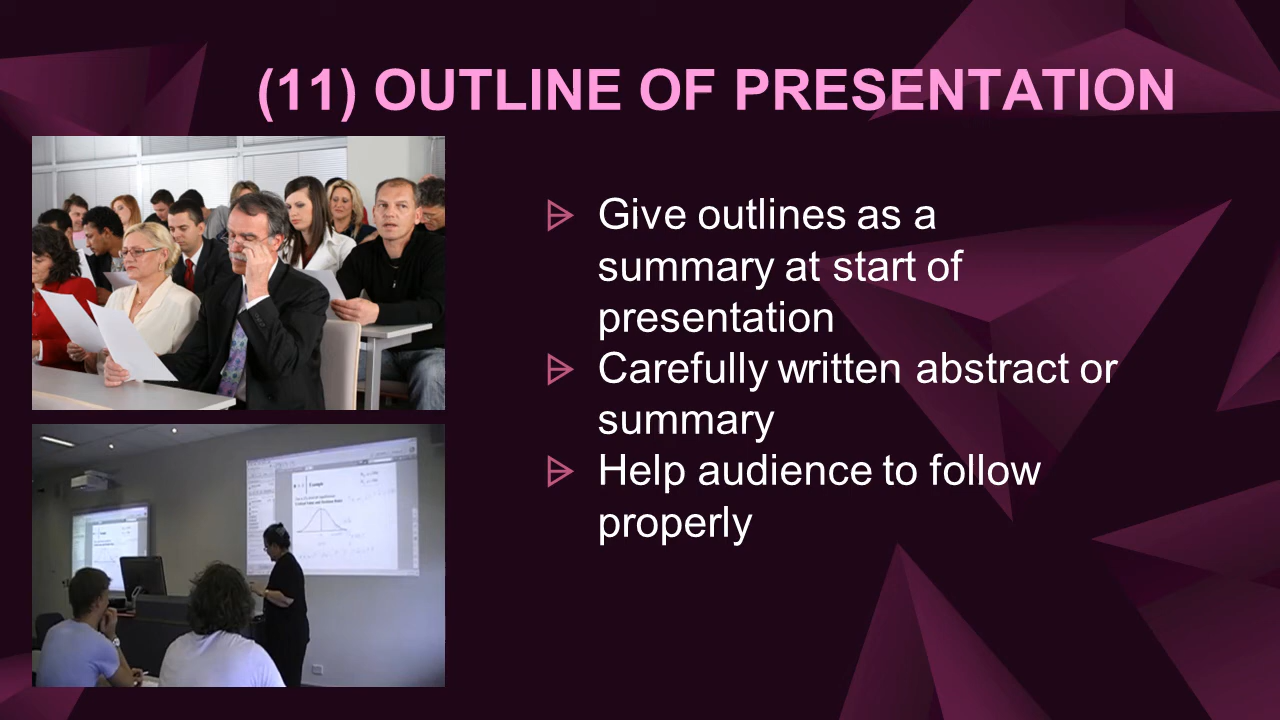 (11) OUTLINE OF PRESENTATION
Give outlines as a
summary at start of
presentation
Carefully written abstract or
summary
Help audience to follow
properly
Example